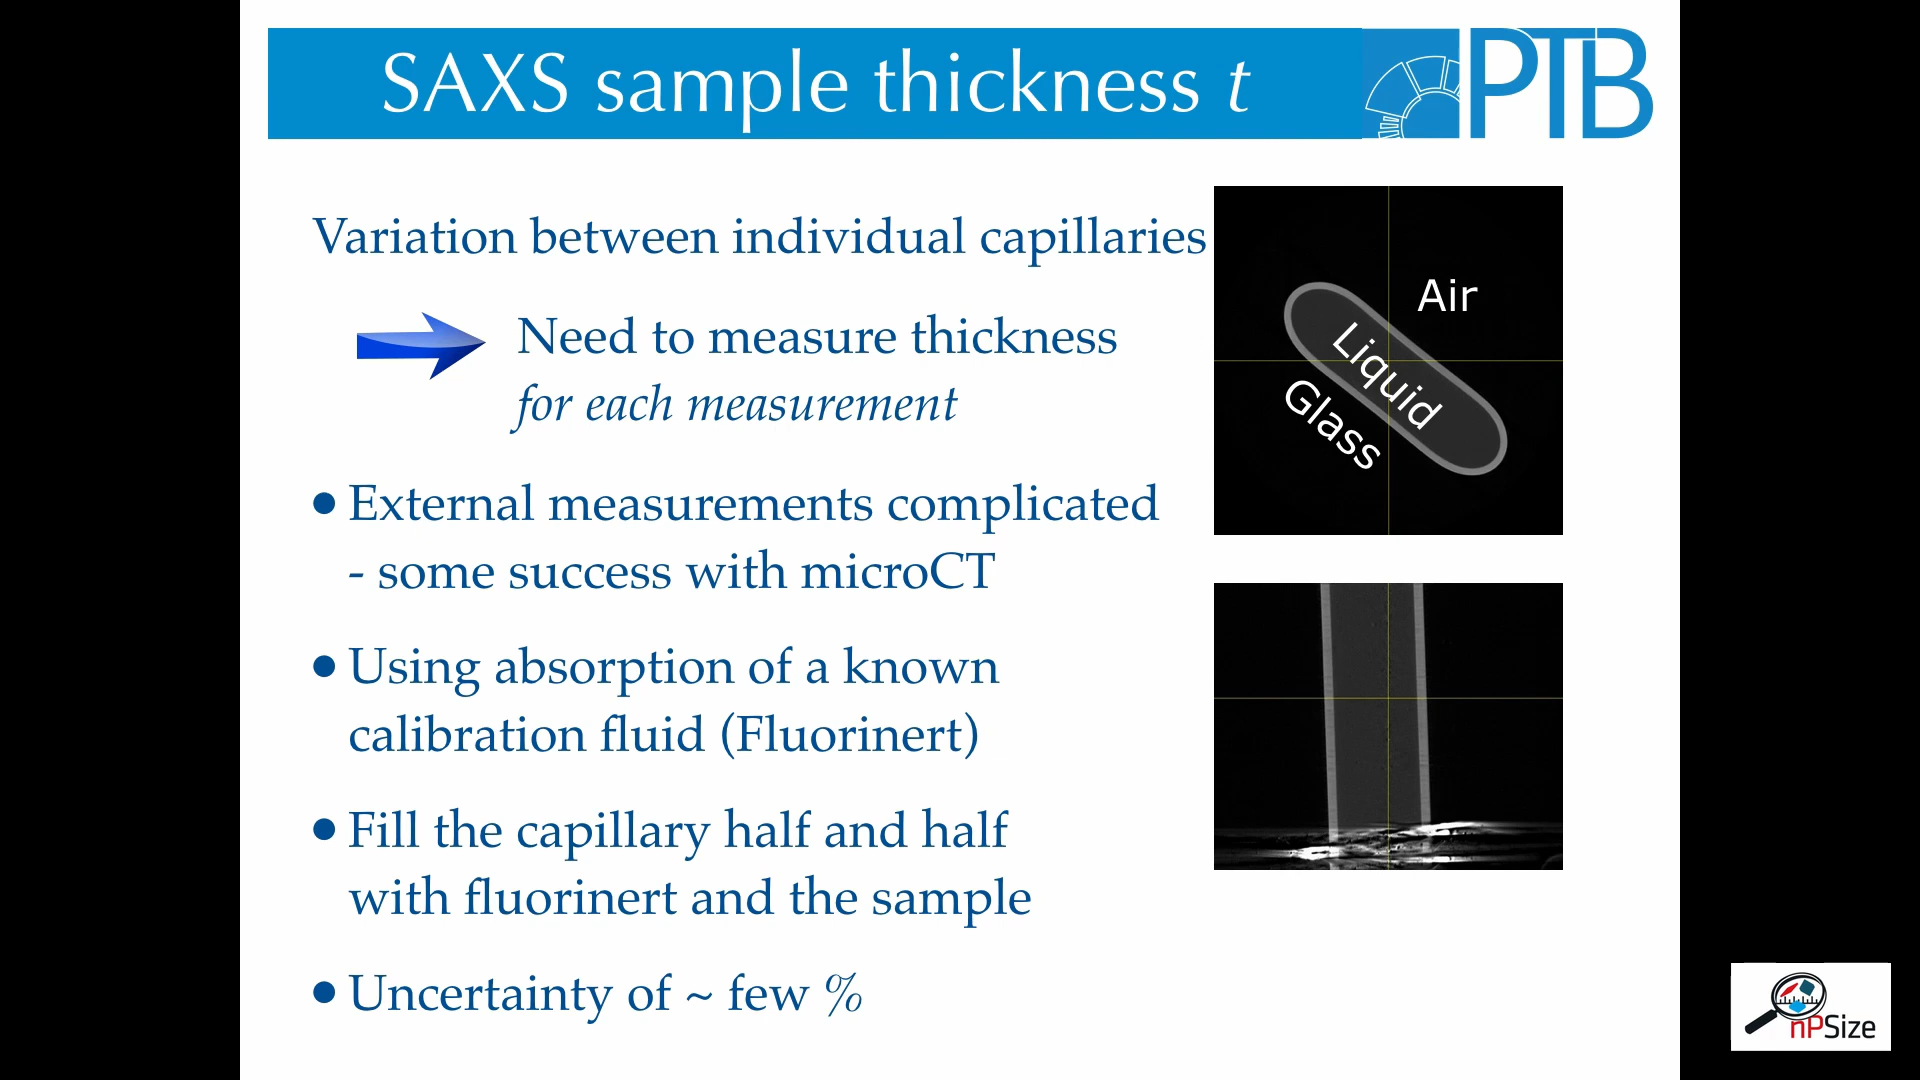 SAXS sample thickness t
PTB
Variation between individual capillaries
Need to measure thickness
for each measurement
• External measurements complicated
- some success with microCT
• Using absorption of a known
calibration fluid (Fluorinert)
• Fill the capillary half and half
with fluorinert and the sample
• Uncertainty of ~ few %
Air
Liquid
Glass
nPSize